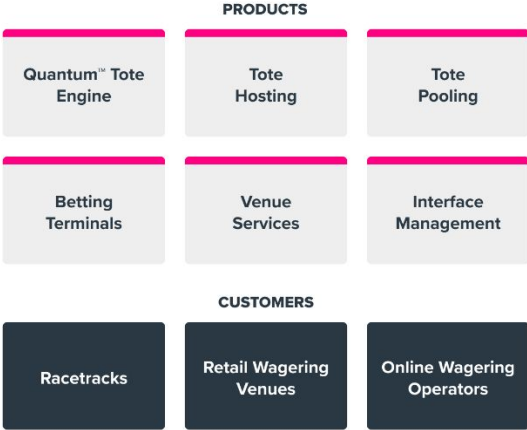 PRODUCTS
Quantum™ Tote
Engine
Tote
Hosting
Tote
Pooling
Betting
Terminals
Venue
Services
Interface
Management
CUSTOMERS
Racetracks
Retail Wagering
Venues
Online Wagering
Operators